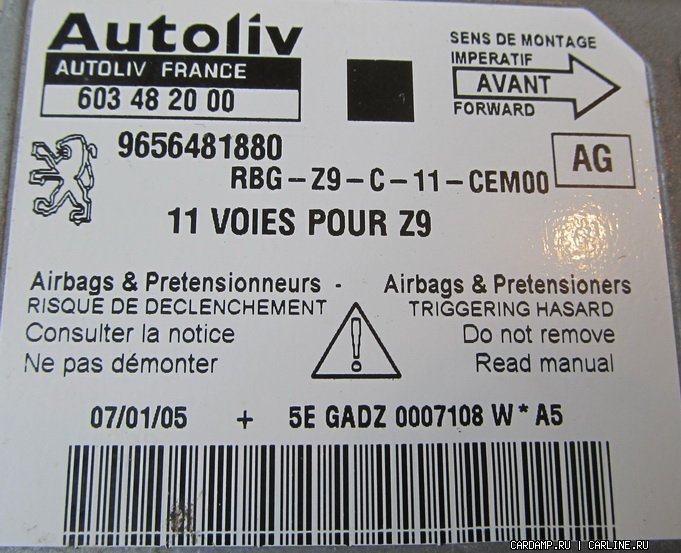 Autoliv
AUTOLIV FRANCE
603 48 20 00
SENS DE MONTAGE
IMPERATIF
AVANT
FORWARD
9656481880
AG
RBG-Z9-C-11-CEM00
11 VOIES POUR Z9
Airbags & Pretensionneurs - Airbags & Pretensioners
RISQUE DE DECLENCHEMENT TRIGGERING HASARD
Consulter la notice ! Do not remove
Ne pas démonter Read manual
07/01/05 + 5E GADZ 0007108 W * A5
CARDAMP.RU | CARLINE.RU